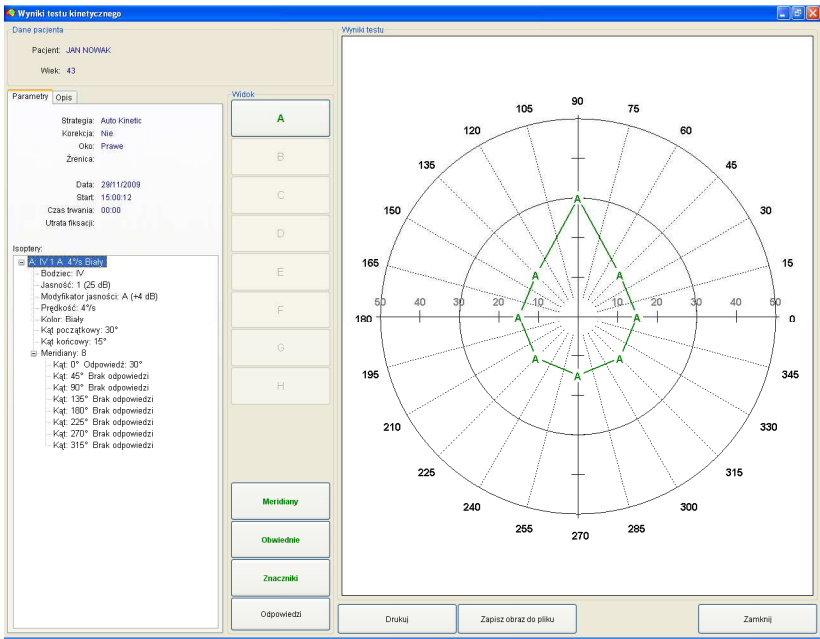 Wyniki testu kinetycznego
Dane pacjenta
Pacjent: JAN NOWAK
Wiek: 43
Parametry Opis
Strategia: Auto Kinetic
Korekcja: Nie
Oko: Prawe
Źrenica:
Data: 29/11/2009
Start: 15:00:12
Czas trwania: 00:00
Utrata fiksacji:
Isoptery:
A: IV 1 A. 4°/s Biały
Bodziec: IV
Jasność: 1 (25 dB)
Modyfikator jasności: A (+4 dB)
Prędkość: 4°/s
Kolor: Biały
Kąt początkowy: 30°
Kąt końcowy: 15°
Meridiany: 8
Kąt: 0° Odpowiedź: 30°
Kąt: 45° Brak odpowiedzi
Kąt: 90° Brak odpowiedzi
Kąt: 135° Brak odpowiedzi
Kąt: 180° Brak odpowiedzi
Kąt: 225° Brak odpowiedzi
Kąt: 270° Brak odpowiedzi
Kąt: 315° Brak odpowiedzi
Widok
A
B
C
D
E
F
G
H
Meridiany
Obwiednie
Znaczniki
Odpowiedzi
Wyniki testu
90
105 75
120 60
135 45
A
150 30
165 15
A A
50 40 30 20 10 10 20 30 40 50
180 A A 0
A A
A
195 345
210 330
225 315
240 300
255 285
270
Drukuj
Zapisz obraz do pliku
Zamknij